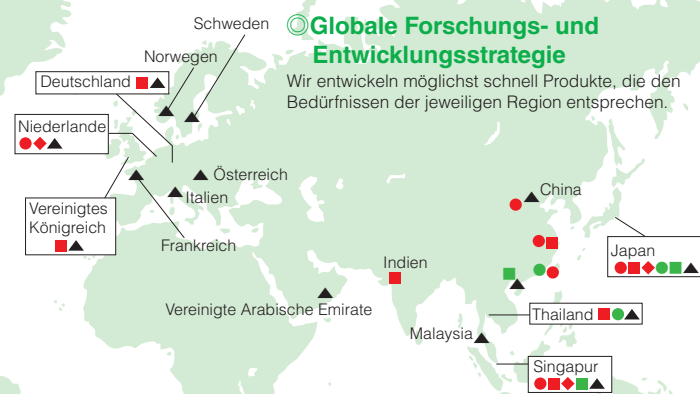 ◎Globale Forschungs- und
Entwicklungsstrategie
Wir entwickeln möglichst schnell Produkte, die den
Bedürfnissen der jeweiligen Region entsprechen.
Schweden
Norwegen
Deutschland
Niederlande
Österreich
Italien
Vereinigtes
Königreich
Frankreich
China
Japan
Indien
Vereinigte Arabische Emirate
Thailand
Malaysia
Singapur